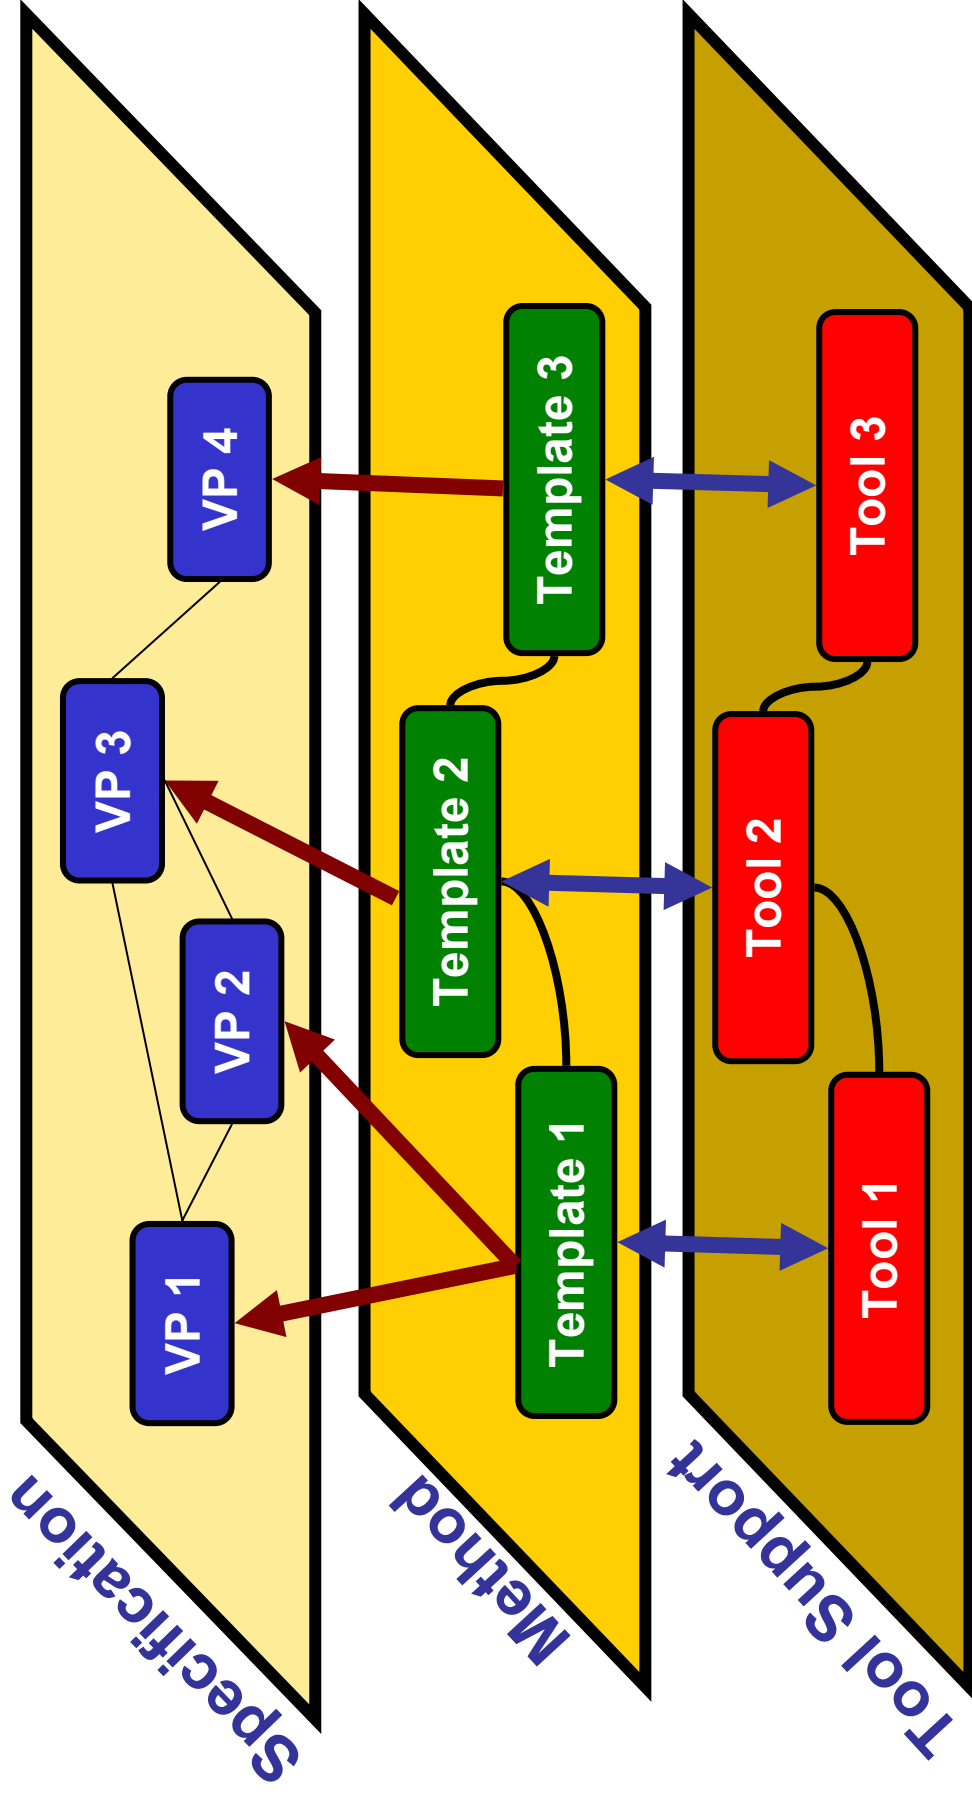 Specification
VP 1
VP 2
VP 3
VP 4
Method
Template 1
Template 2
Template 3
Tool Support
Tool 1
Tool 2
Tool 3